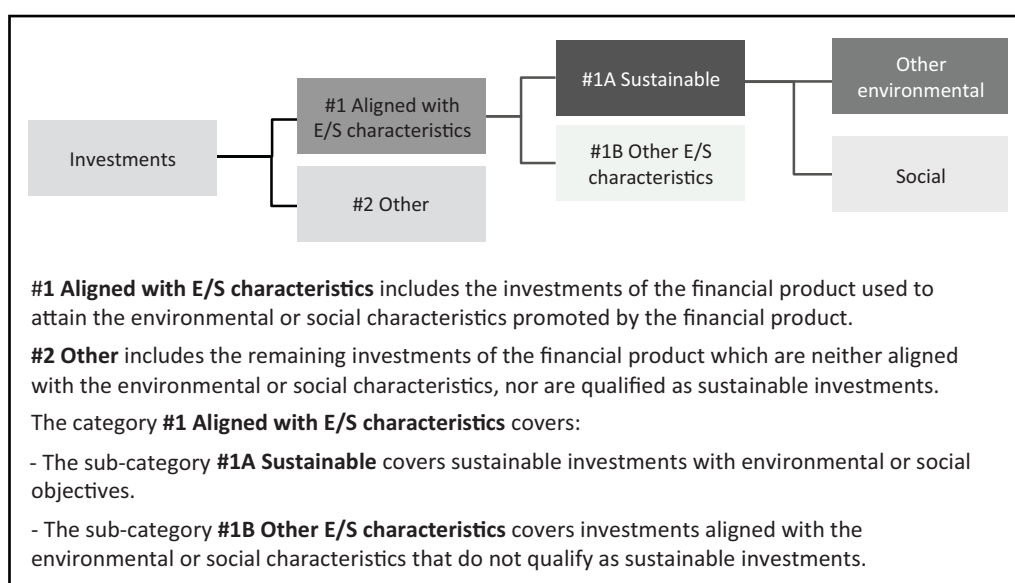 Investments
#1 Aligned with
E/S characteristics
#2 Other
#1A Sustainable
#1B Other E/S
characteristics
Other
environmental
Social
#1 Aligned with E/S characteristics includes the investments of the financial product used to
attain the environmental or social characteristics promoted by the financial product.
#2 Other includes the remaining investments of the financial product which are neither aligned
with the environmental or social characteristics, nor are qualified as sustainable investments.
The category #1 Aligned with E/S characteristics covers:
- The sub-category #1A Sustainable covers sustainable investments with environmental or social
objectives.
- The sub-category #1B Other E/S characteristics covers investments aligned with the
environmental or social characteristics that do not qualify as sustainable investments.